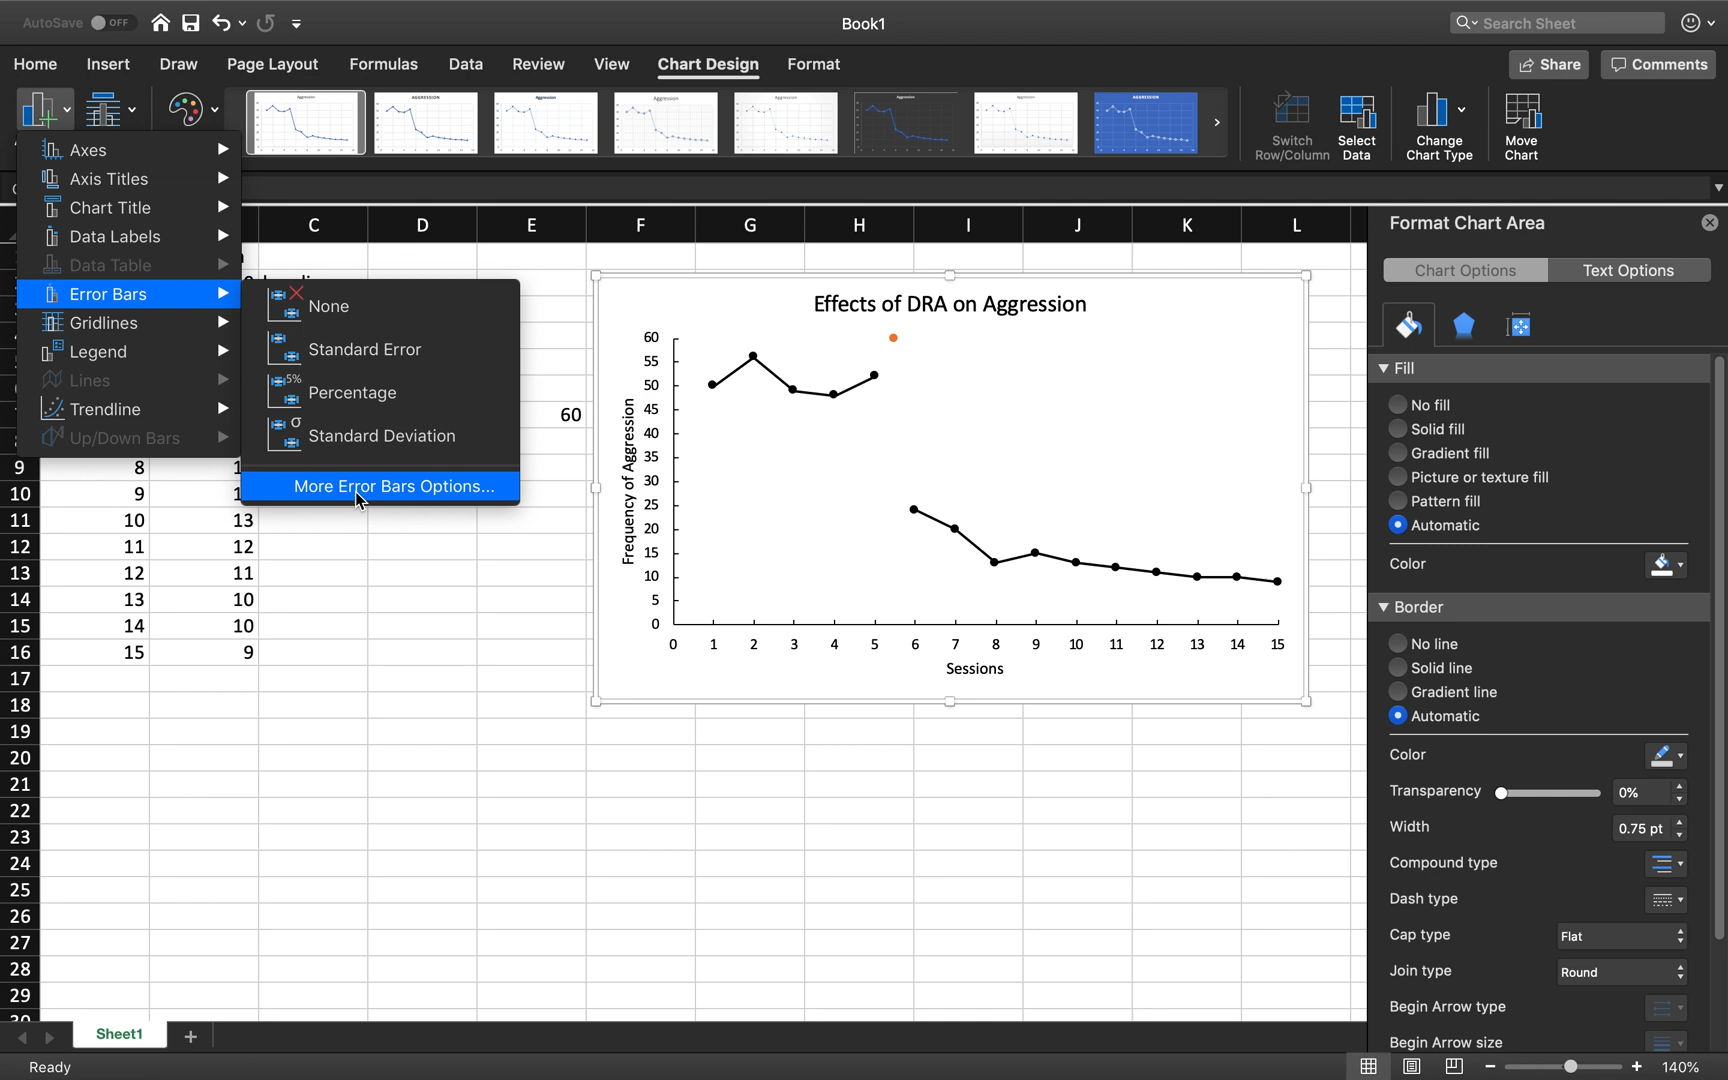 AutoSave OFF
Book1
Search Sheet
Home Insert Draw Page Layout Formulas Data Review View Chart Design Format
Share Comments
Switch Row/Column
Select Data
Change Chart Type
Move Chart
Axes
Axis Titles
Chart Title
Data Labels
Data Table
Error Bars
Gridlines
Legend
Lines
Trendline
Up/Down Bars
None
Standard Error
5%
Percentage
σ
Standard Deviation
More Error Bars Options...
C D E F G H I J K L
60
9 8
10 9
11 10 13
12 11 12
13 12 11
14 13 10
15 14 10
16 15 9
17
18
19
20
21
22
23
24
25
26
27
28
29
Effects of DRA on Aggression
Frequency of Aggression
60
55
50
45
40
35
30
25
20
15
10
5
0
0 1 2 3 4 5 6 7 8 9 10 11 12 13 14 15
Sessions
Format Chart Area
Chart Options Text Options
Fill
No fill
Solid fill
Gradient fill
Picture or texture fill
Pattern fill
Automatic
Color
Border
No line
Solid line
Gradient line
Automatic
Color
Transparency 0%
Width 0.75 pt
Compound type
Dash type
Cap type Flat
Join type Round
Begin Arrow type
Begin Arrow size
Sheet1 +
Ready
140%